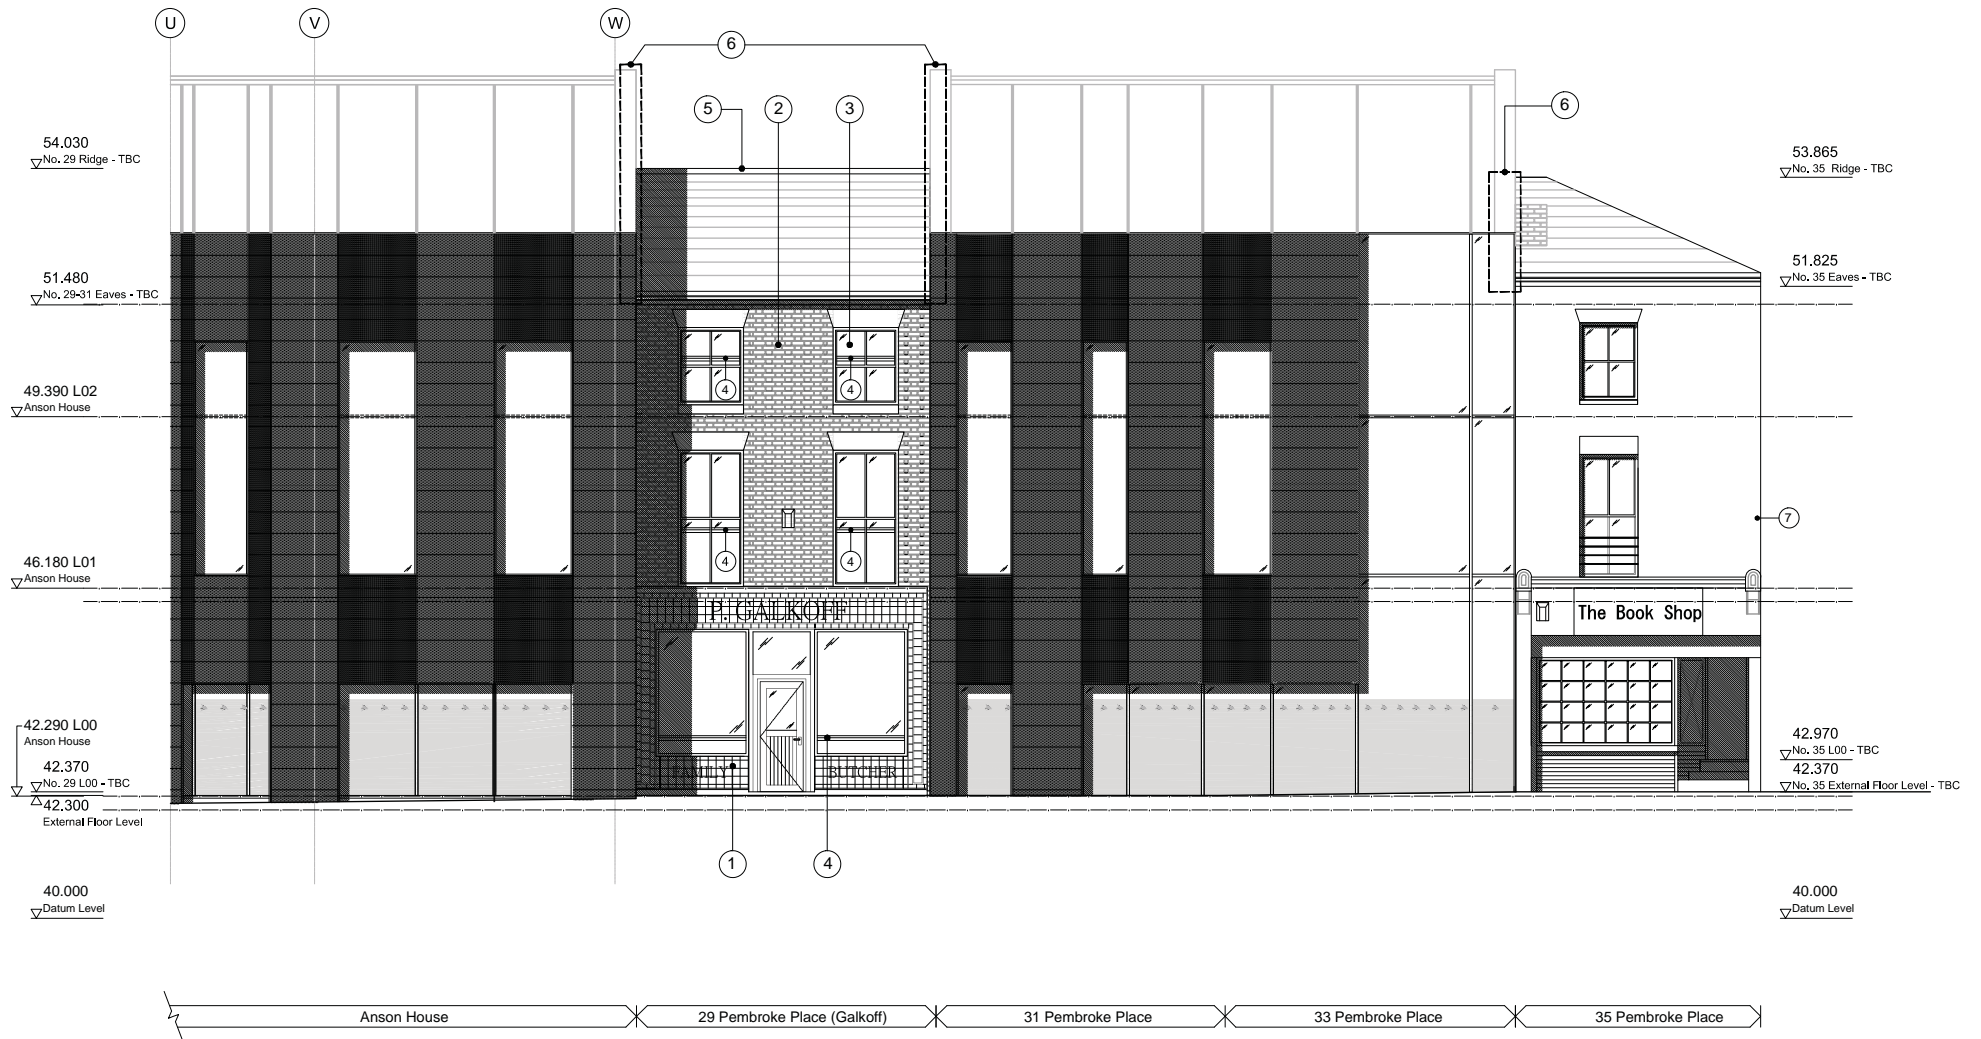 U
V
W
6
5
2
3
6
54.030
No. 29 Ridge - TBC
53.865
No. 35 Ridge - TBC
51.480
No. 29-31 Eaves - TBC
51.825
No. 35 Eaves - TBC
49.390 L02
Anson House
4
4
7
46.180 L01
Anson House
4
4
P. GALKOFF
The Book Shop
42.290 L00
Anson House
42.370
No. 29 L00 - TBC
42.300
External Floor Level
FAMILY
BUTCHER
42.970
No. 35 L00 - TBC
42.370
No. 35 External Floor Level - TBC
1
4
40.000
Datum Level
40.000
Datum Level
Anson House
29 Pembroke Place (Galkoff)
31 Pembroke Place
33 Pembroke Place
35 Pembroke Place